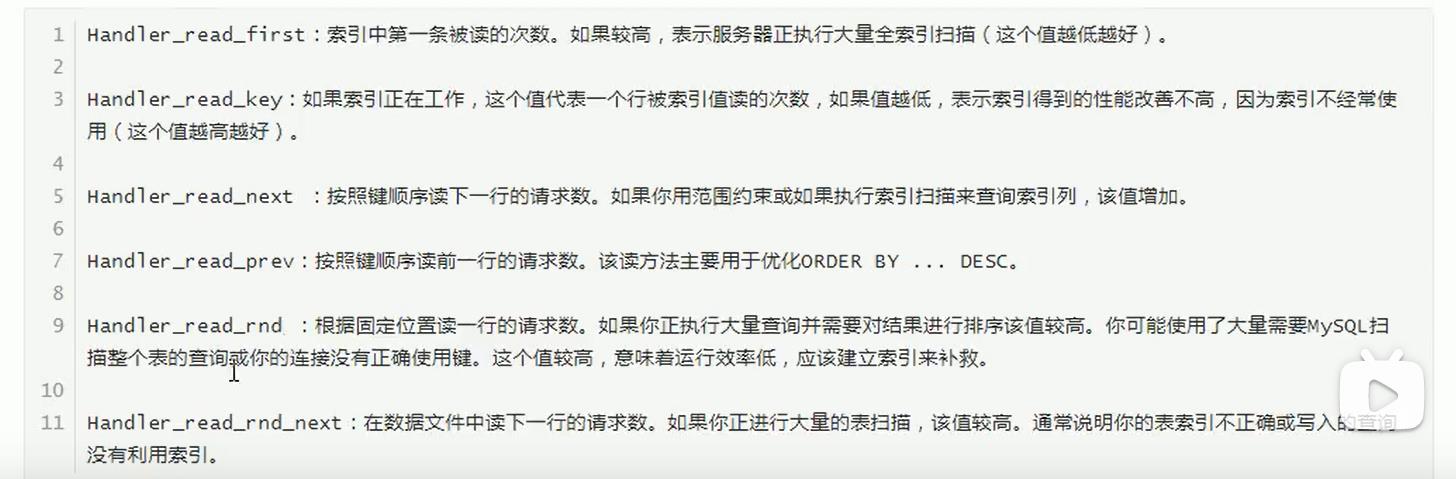 1 Handler_read_first：索引中第一条被读的次数。如果较高，表示服务器正执行大量全索引扫描（这个值越低越好）。
2
3 Handler_read_key：如果索引正在工作，这个值代表一个行被索引值读的次数，如果值越低，表示索引得到的性能改善不高，因为索引不经常使
用（这个值越高越好）。
4
5 Handler_read_next ：按照键顺序读下一行的请求数。如果你用范围约束或如果执行索引扫描来查询索引列，该值增加。
6
7 Handler_read_prev：按照键顺序读前一行的请求数。该读方法主要用于优化ORDER BY ... DESC。
8
9 Handler_read_rnd ：根据固定位置读一行的请求数。如果你正执行大量查询并需要对结果进行排序该值较高。你可能使用了大量需要MySQL扫
描整个表的查询或你的连接没有正确使用键。这个值较高，意味着运行效率低，应该建立索引来补救。
10
11 Handler_read_rnd_next：在数据文件中读下一行的请求数。如果你正进行大量的表扫描，该值较高。通常说明你的表索引不正确或写入的查询
没有利用索引。